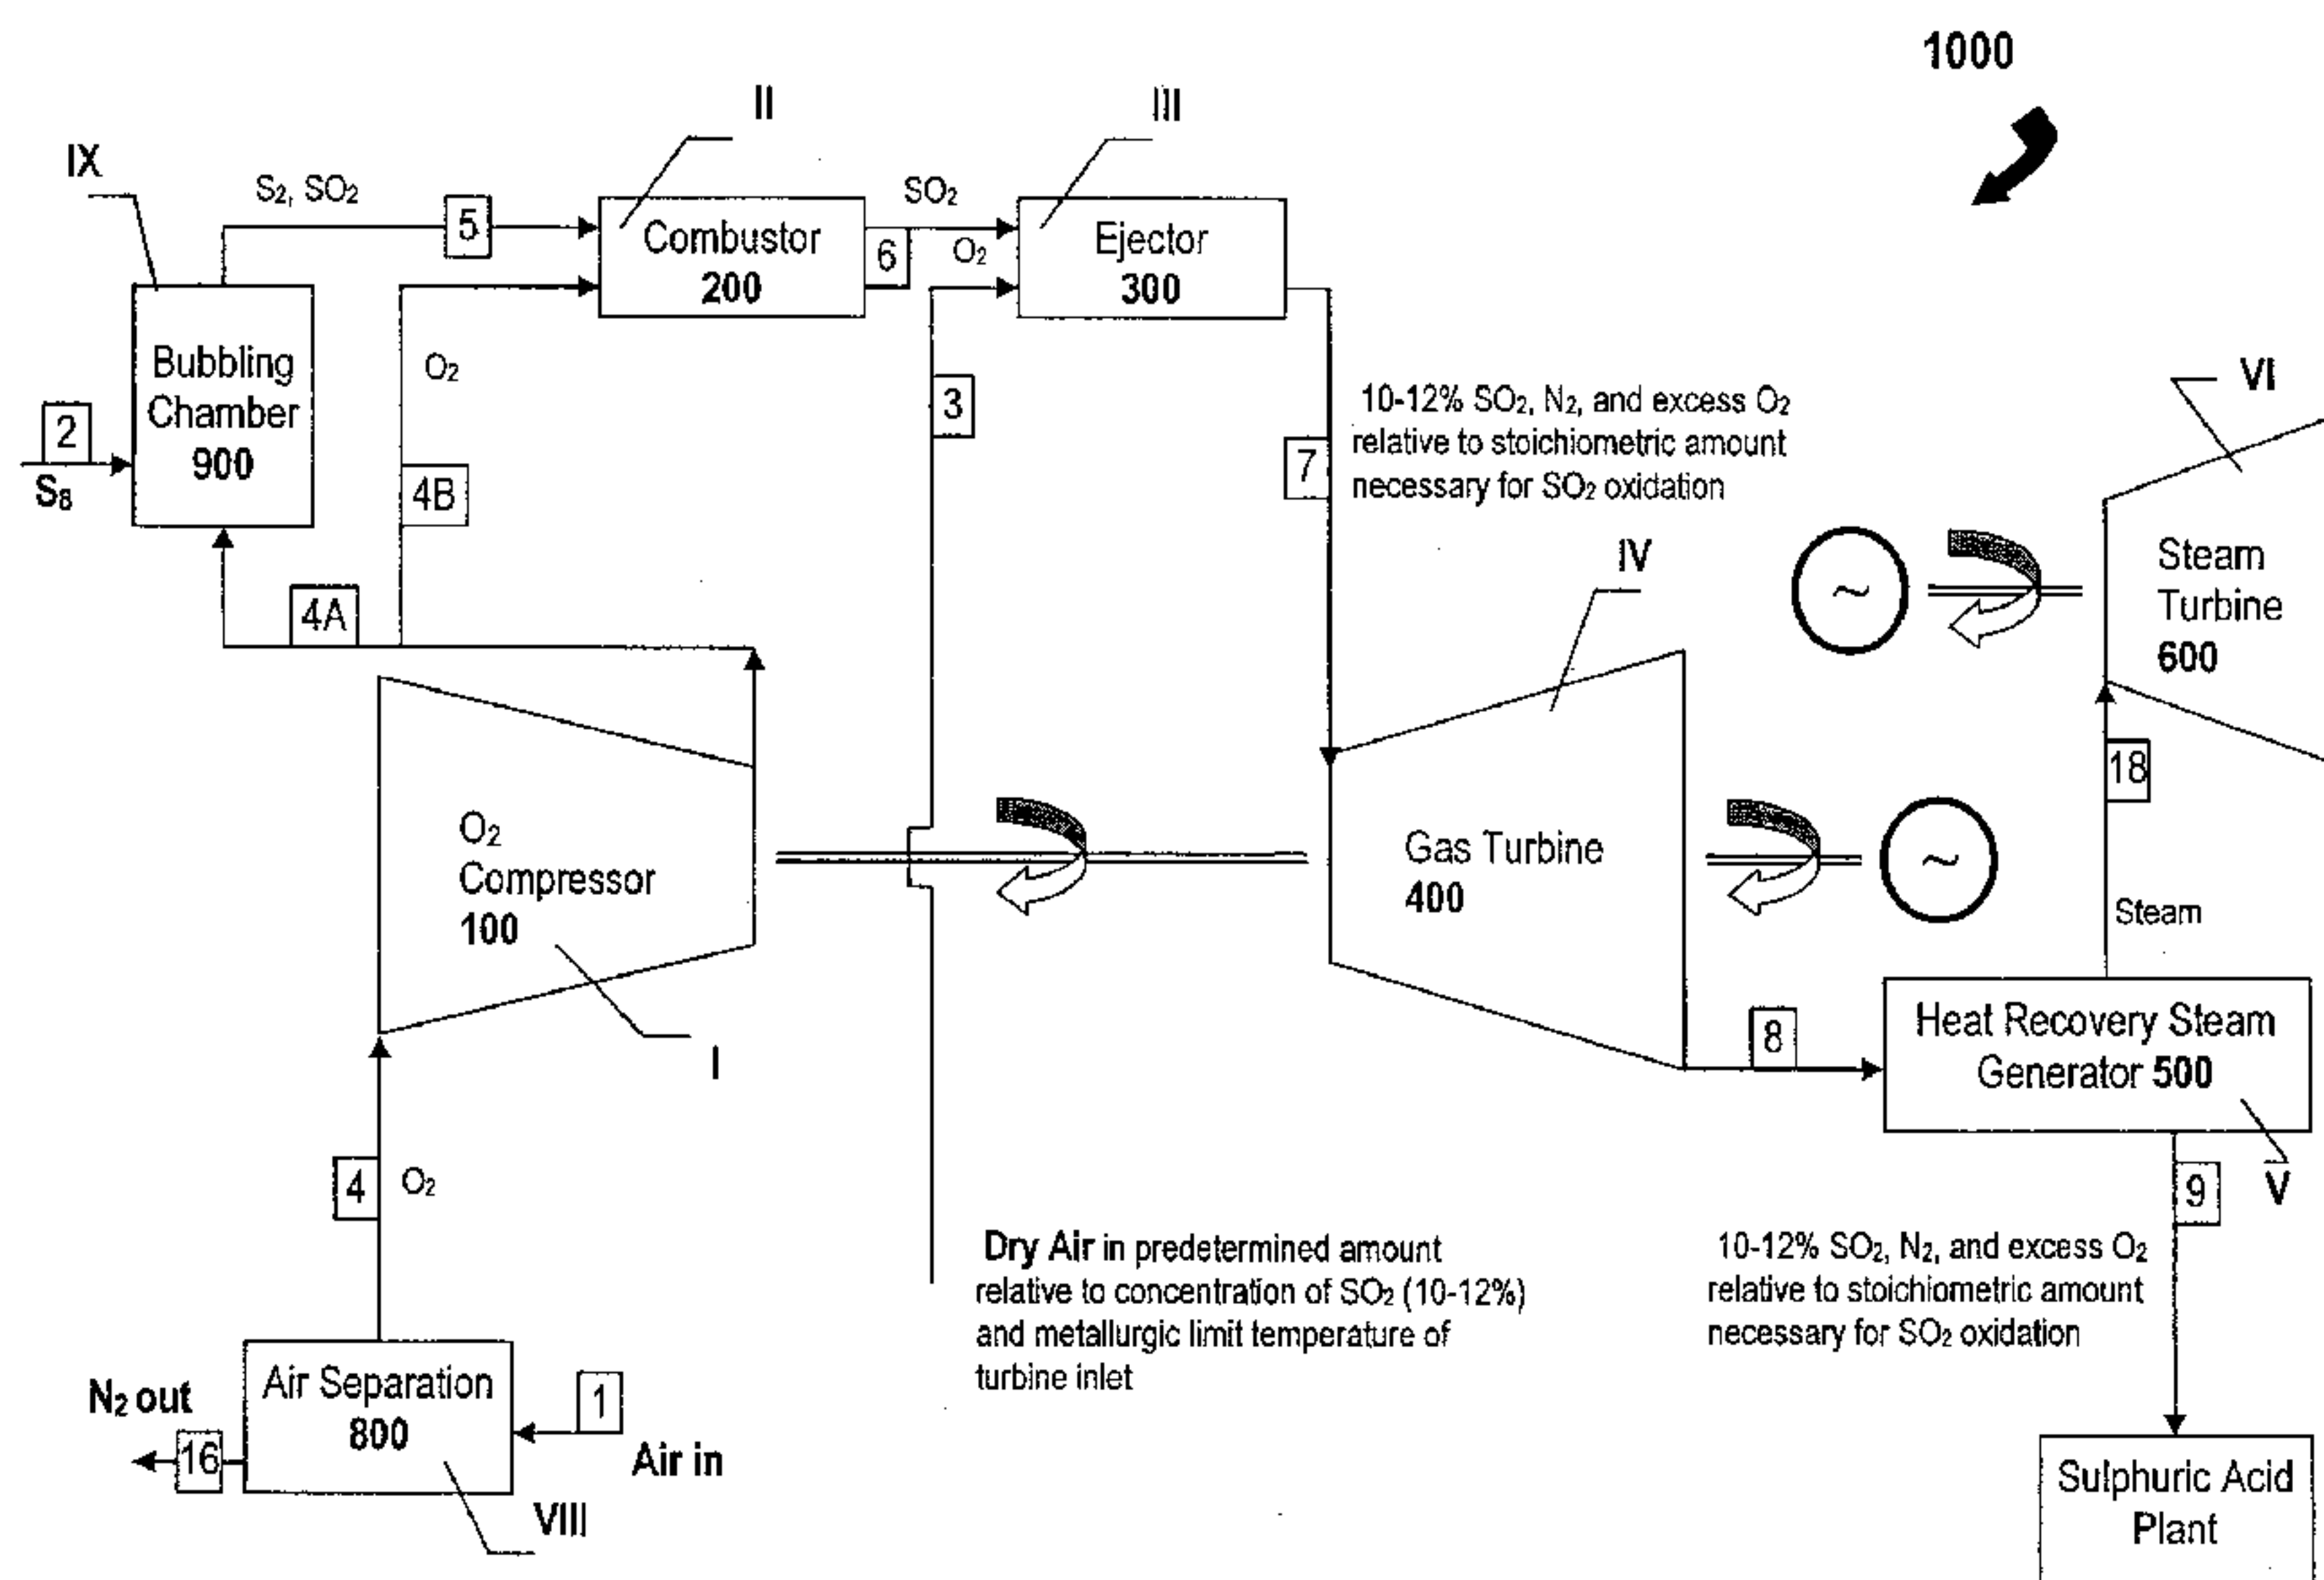 1000
II
III
IX
S₂, SO₂
5
Combustor
200
SO₂
6
O₂
Ejector
300
Bubbling
Chamber
900
2
S₈
O₂
4B
3
10-12% SO₂, N₂, and excess O₂
relative to stoichiometric amount
necessary for SO₂ oxidation
7
VI
4A
IV
~
Steam
Turbine
600
O₂
Compressor
100
I
Gas Turbine
400
~
18
Steam
8
Heat Recovery Steam
Generator 500
V
9
4
O₂
Dry Air in predetermined amount
relative to concentration of SO₂ (10-12%)
and metallurgic limit temperature of
turbine inlet
10-12% SO₂, N₂, and excess O₂
relative to stoichiometric amount
necessary for SO₂ oxidation
N₂ out
16
Air Separation
800
1
Air in
VIII
Sulphuric Acid
Plant